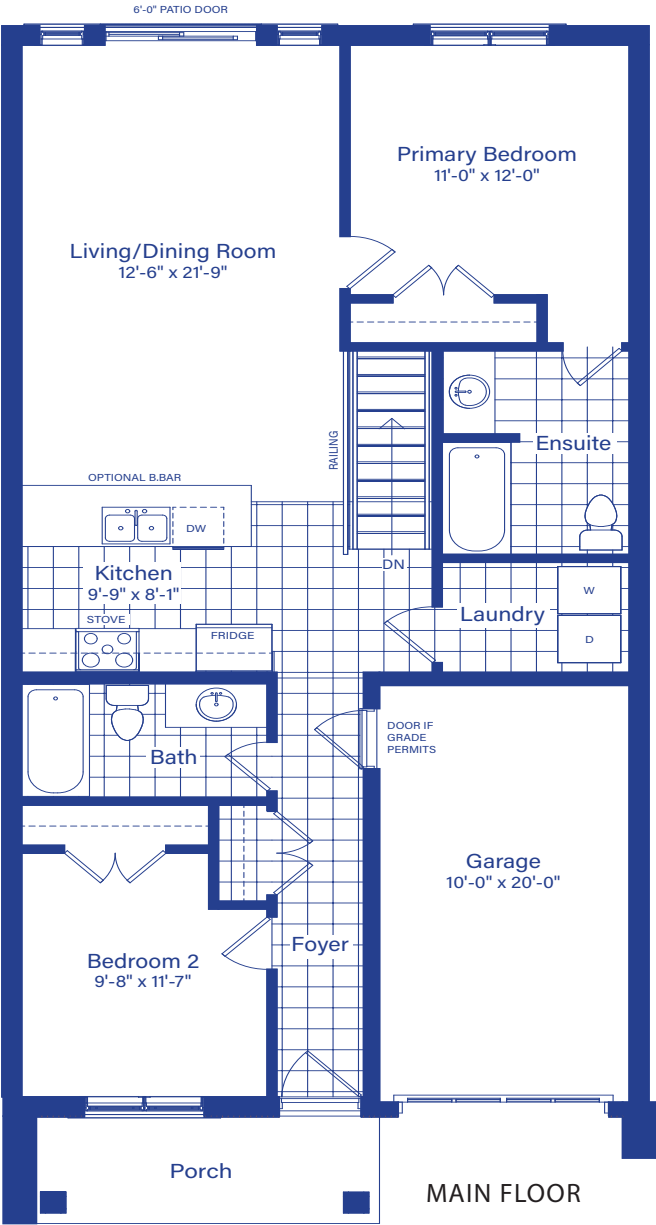 6'-0" PATIO DOOR
Primary Bedroom
11'-0" x 12'-0"
Living/Dining Room
12'-6" x 21'-9"
RAILING
Ensuite
OPTIONAL B.BAR
DW
DN
Kitchen
9'-9" x 8'-1"
STOVE
FRIDGE
Laundry
W
D
DOOR IF
GRADE
PERMITS
Bath
Garage
10'-0" x 20'-0"
Foyer
Bedroom 2
9'-8" x 11'-7"
Porch
MAIN FLOOR